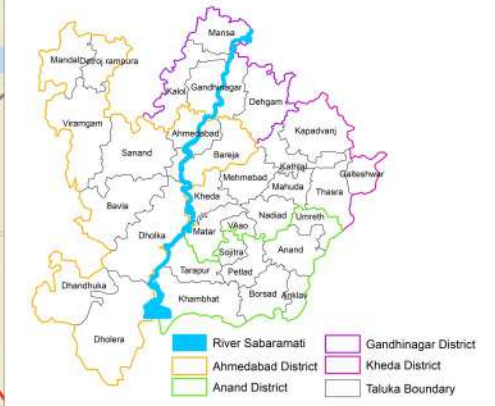 Mansa
Mandal
Detroj rampura
Kalol
Gandhinagar
Dehgam
Viramgam
Ahmedabad
Kapadvanj
Sanand
Bareja
Kathlal
Galteshwar
Mehmebad
Mahuda
Thasra
Bavla
Kheda
Nadiad
Umreth
Dholka
Matar
VAso
Sojitra
Anand
Dhandhuka
Tarapur
Petlad
Khambhat
Borsad
Anklav
Dholera
River Sabaramati
Gandhinagar District
Ahmedabad District
Kheda District
Anand District
Taluka Boundary